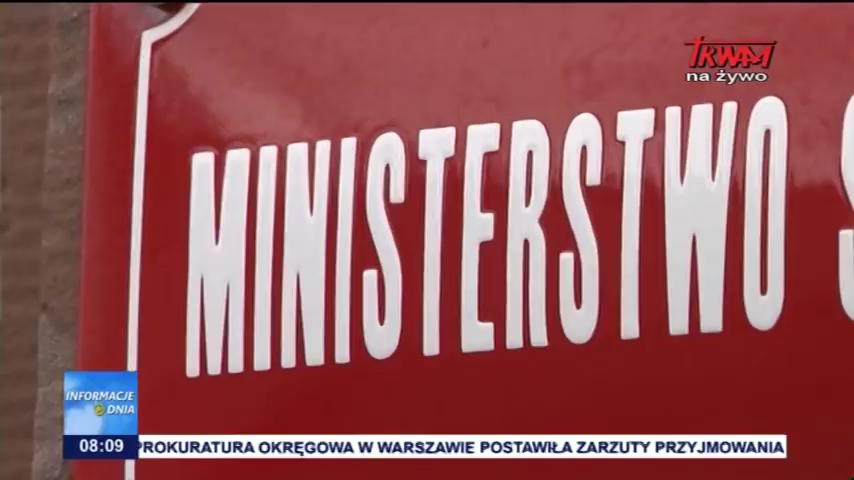 TRWAM
na żywo
MINISTERSTWO S
INFORMACJE
DNIA
08:09
PROKURATURA OKRĘGOWA W WARSZAWIE POSTAWIŁA ZARZUTY PRZYJMOWANIA